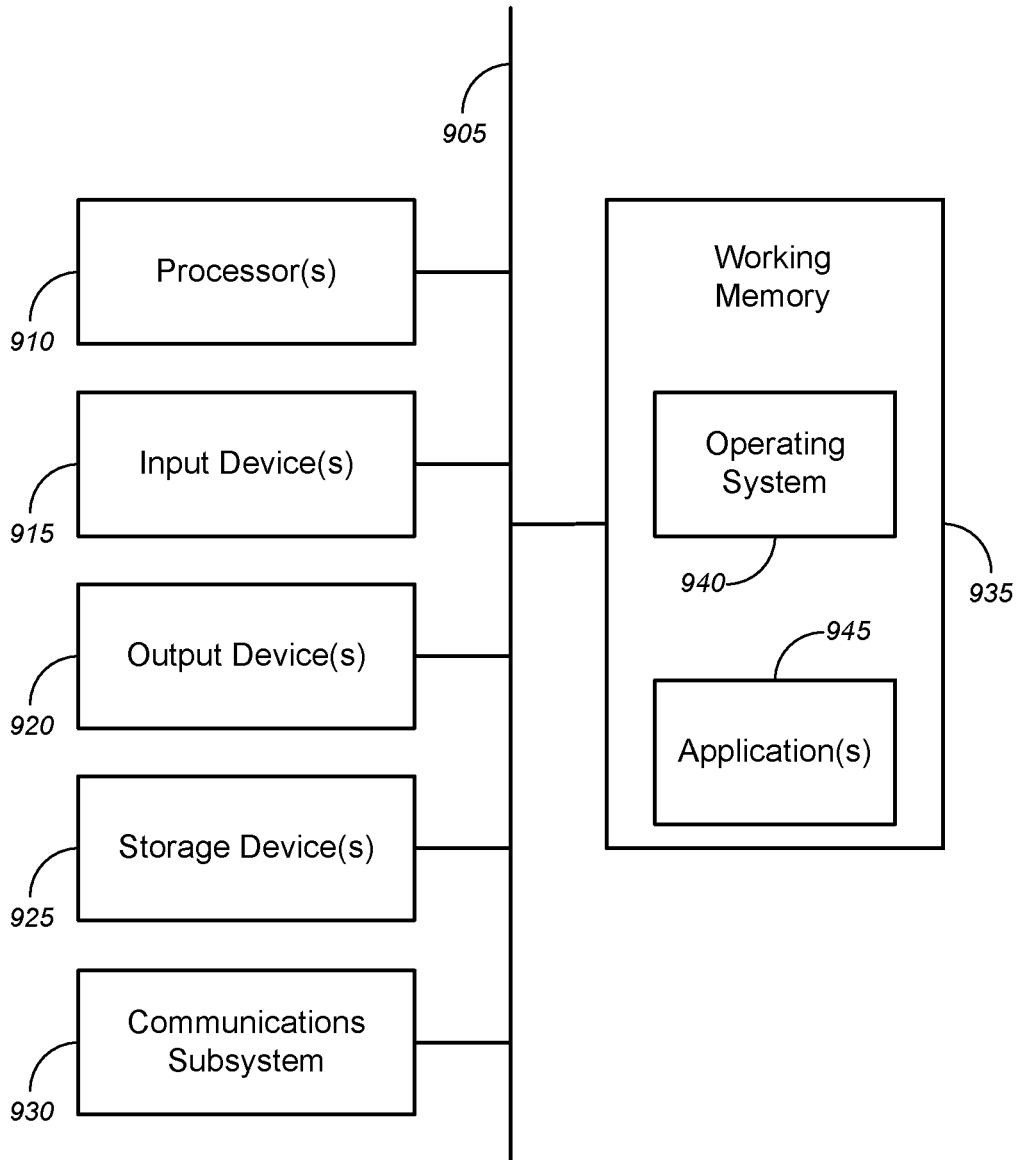 905
Processor(s)
910
Input Device(s)
915
Output Device(s)
920
Storage Device(s)
925
Communications
Subsystem
930
Working
Memory
Operating
System
940
935
945
Application(s)